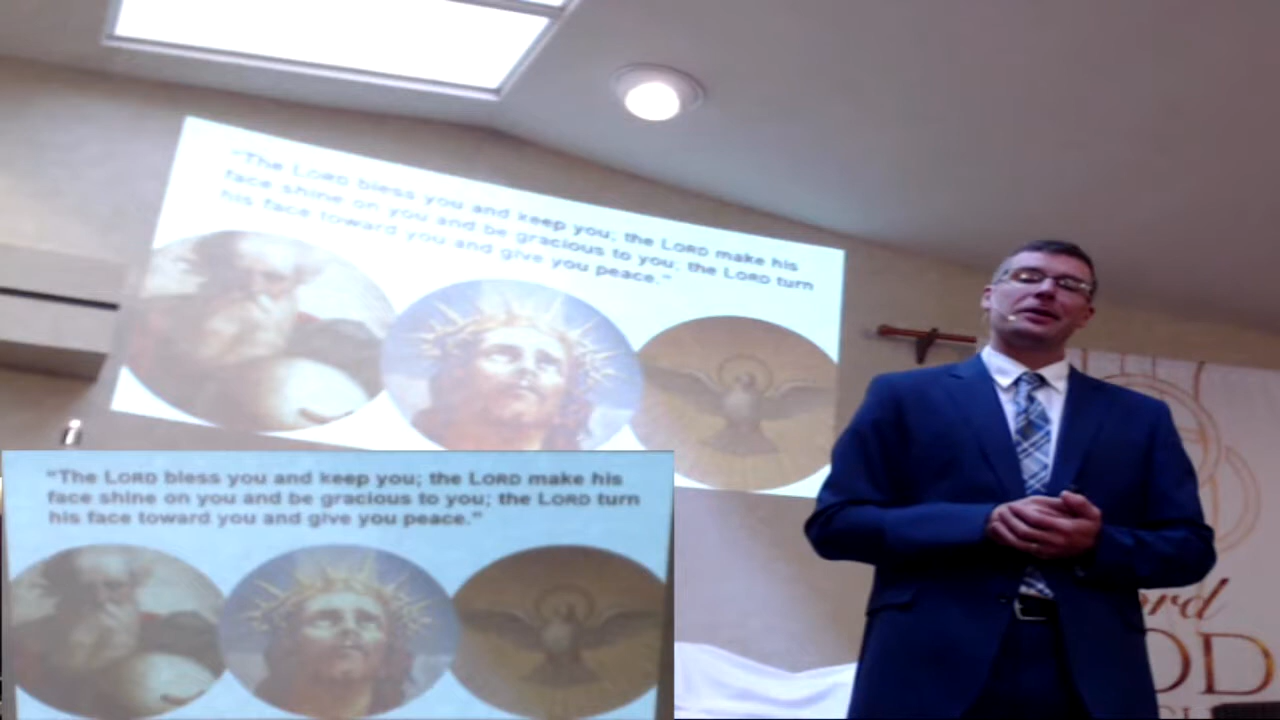 “The LORD bless you and keep you; the LORD make his
face shine on you and be gracious to you; the LORD turn
his face toward you and give you peace.”
“The LORD bless you and keep you; the LORD make his
face shine on you and be gracious to you; the LORD turn
his face toward you and give you peace.”
ord
OD